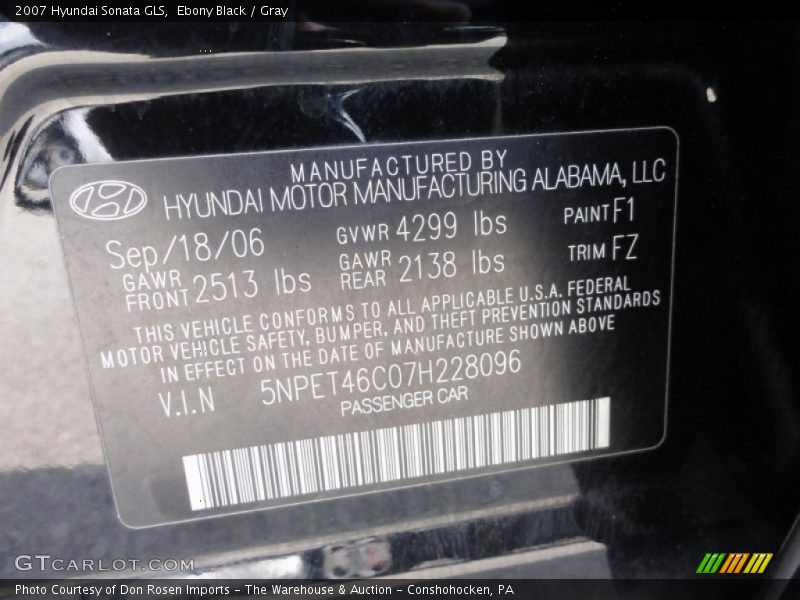 2007 Hyundai Sonata GLS, Ebony Black / Gray
MANUFACTURED BY
HYUNDAI MOTOR MANUFACTURING ALABAMA, LLC
Sep/18/06 GVWR 4299 lbs PAINT F1
GAWR FRONT 2513 lbs GAWR REAR 2138 lbs TRIM FZ
THIS VEHICLE CONFORMS TO ALL APPLICABLE U.S.A. FEDERAL
MOTOR VEHICLE SAFETY, BUMPER, AND THEFT PREVENTION STANDARDS
IN EFFECT ON THE DATE OF MANUFACTURE SHOWN ABOVE
V.I.N 5NPET46C07H228096
PASSENGER CAR
GTCARLOT.COM
Photo Courtesy of Don Rosen Imports - The Warehouse & Auction - Conshohocken, PA